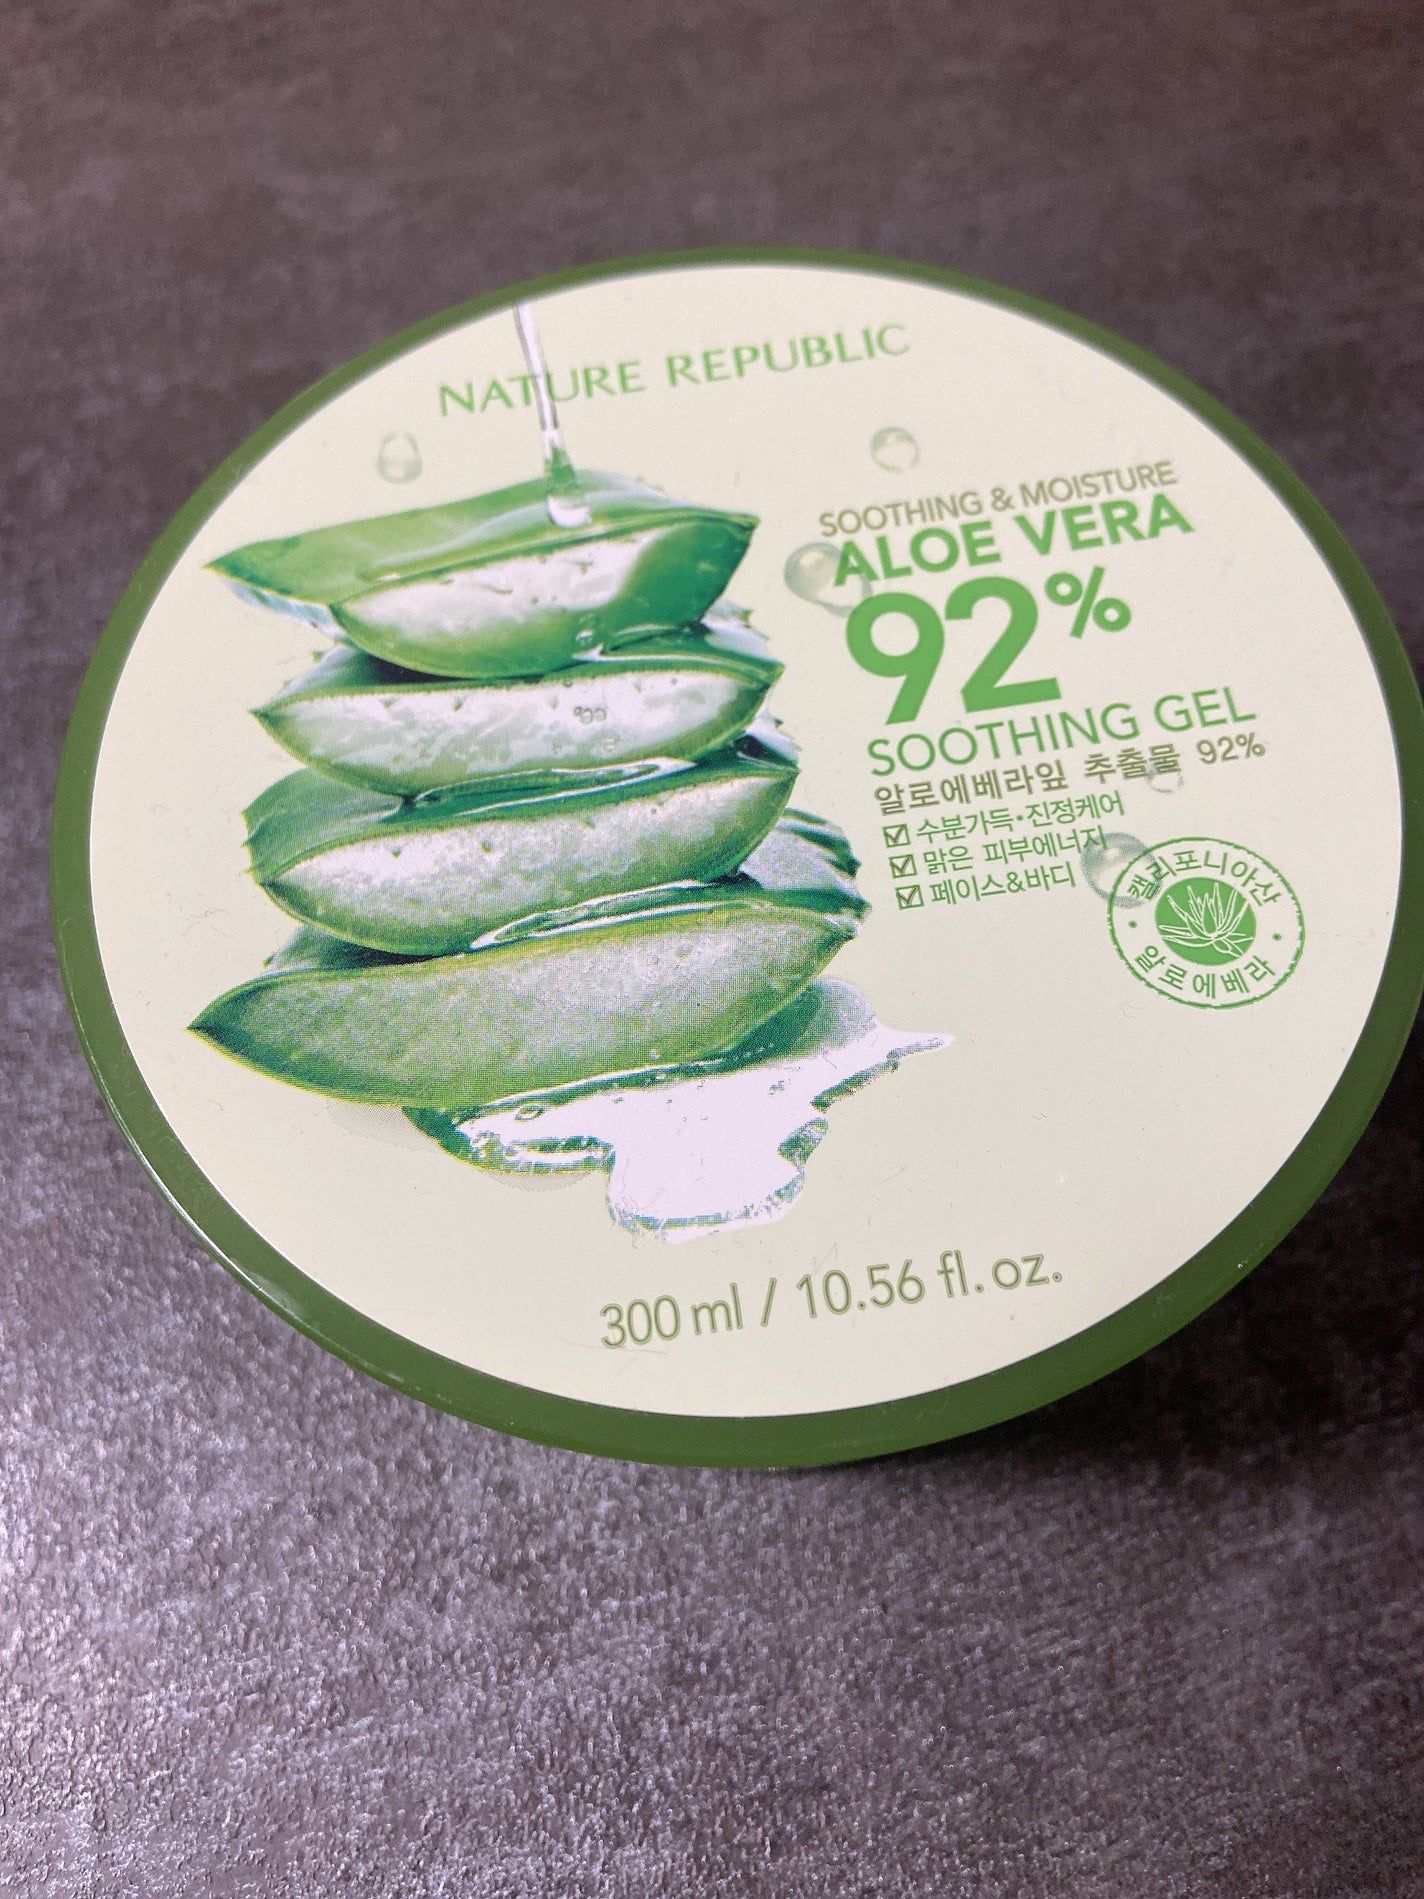 NATURE REPUBLIC
SOOTHING & MOISTURE
ALOE VERA
92%
SOOTHING GEL
알로에베라잎 추출물 92%
☑ 수분가득·진정케어
☑ 맑은 피부에너지
☑ 페이스&바디
캘리포니아산
알로에베라
300 ml / 10.56 fl. oz.